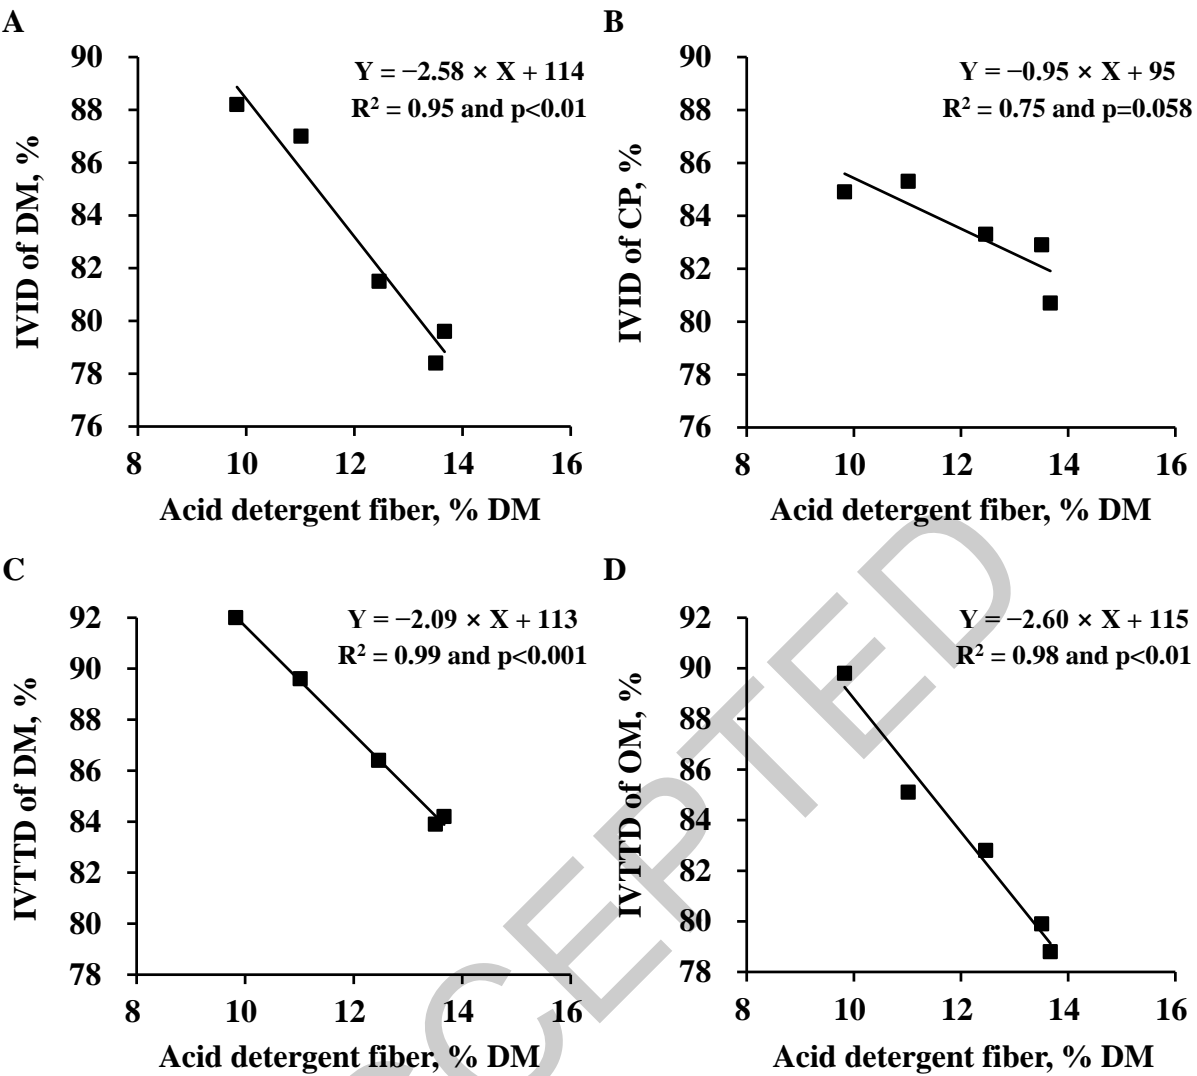 A
Y = −2.58 × X + 114
R² = 0.95 and p<0.01
IVID of DM, %
90
88
86
84
82
80
78
76
8 10 12 14 16
Acid detergent fiber, % DM
B
Y = −0.95 × X + 95
R² = 0.75 and p=0.058
IVID of CP, %
90
88
86
84
82
80
78
76
8 10 12 14 16
Acid detergent fiber, % DM
C
Y = −2.09 × X + 113
R² = 0.99 and p<0.001
IVTTD of DM, %
92
90
88
86
84
82
80
78
8 10 12 14 16
Acid detergent fiber, % DM
D
Y = −2.60 × X + 115
R² = 0.98 and p<0.01
IVTTD of OM, %
92
90
88
86
84
82
80
78
8 10 12 14 16
Acid detergent fiber, % DM
CCEPTED